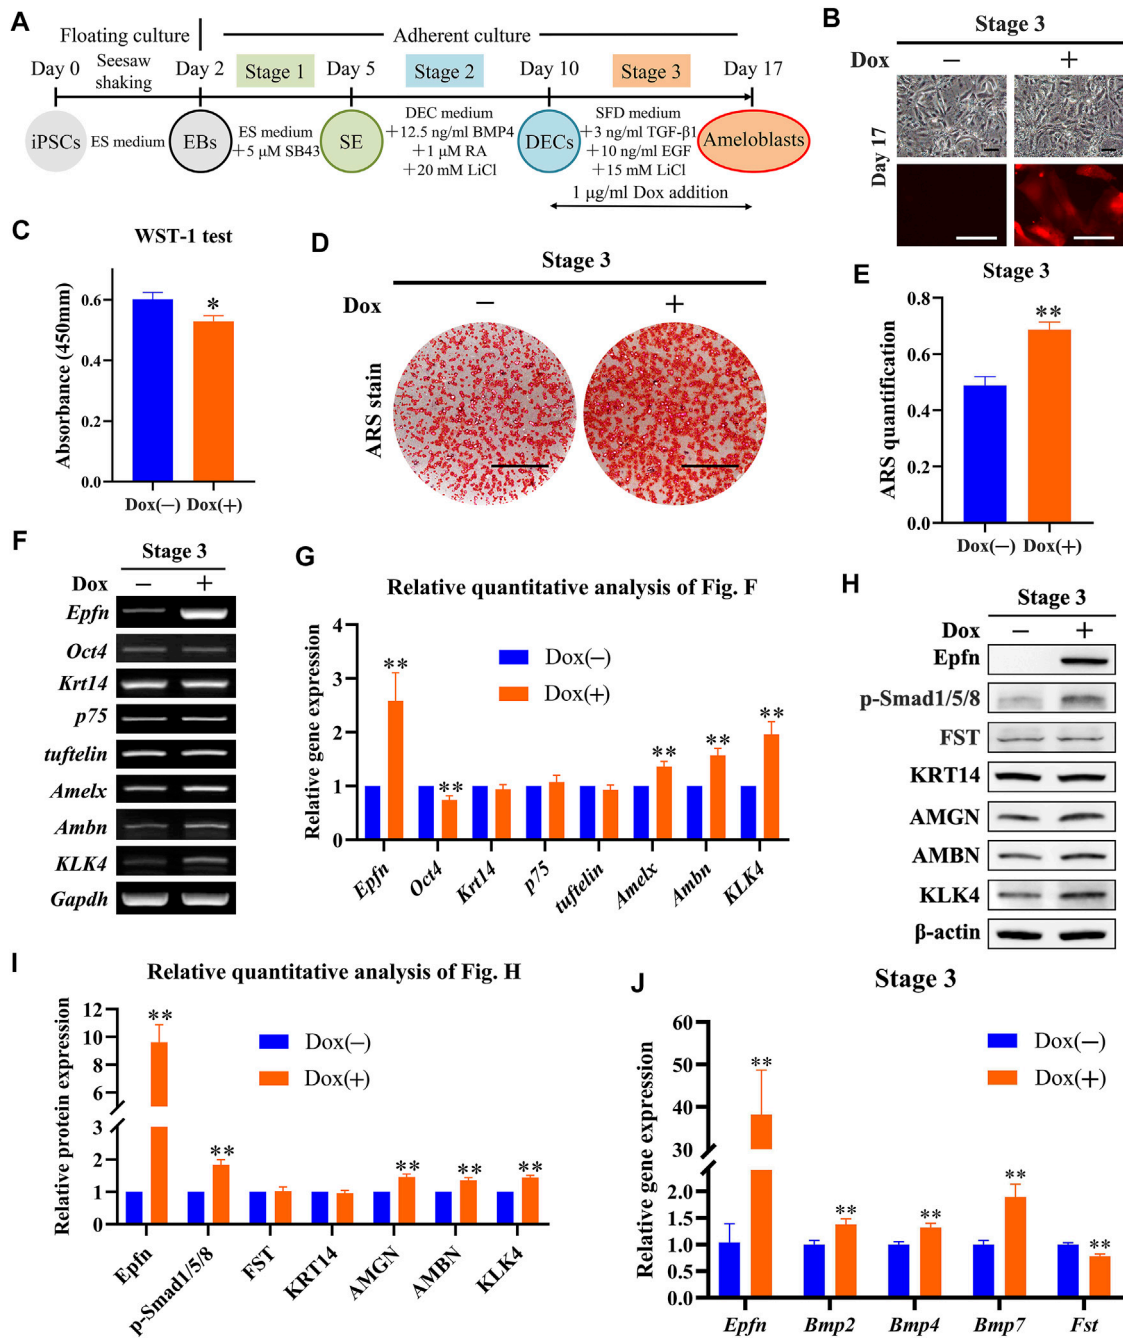 A
Floating culture
Adherent culture
Day 0
Seesaw
shaking
Day 2
Stage 1
Day 5
Stage 2
Day 10
Stage 3
Day 17
iPSCs
ES medium
EBs
ES medium
+5 μM SB43
SE
DEC medium
+12.5 ng/ml BMP4
+1 μM RA
+20 mM LiCl
DECs
SFD medium
+3 ng/ml TGF-β1
+10 ng/ml EGF
+15 mM LiCl
Ameloblasts
1 μg/ml Dox addition
B
Stage 3
Dox − +
Day 17
C
WST-1 test
Absorbance (450mm)
0.6
0.4
0.2
0.0
*
Dox(−) Dox(+)
D
Stage 3
Dox − +
ARS stain
E
Stage 3
ARS quantification
0.8
0.6
0.4
0.2
0.0
**
Dox(−) Dox(+)
F
Stage 3
Dox − +
Epfn
Oct4
Krt14
p75
tuftelin
Amelx
Ambn
KLK4
Gapdh
G
Relative quantitative analysis of Fig. F
Relative gene expression
4
3
2
1
0
Dox(−)
Dox(+)
** ** ** ** **
Epfn Oct4 Krt14 p75 tuftelin Amelx Ambn KLK4
H
Stage 3
Dox − +
Epfn
p-Smad1/5/8
FST
KRT14
AMGN
AMBN
KLK4
β-actin
I
Relative quantitative analysis of Fig. H
Relative protein expression
12
10
8
6
3
2
1
0
Dox(−)
Dox(+)
** ** ** ** **
Epfn p-Smad1/5/8 FST KRT14 AMGN AMBN KLK4
J
Stage 3
Relative gene expression
60
50
40
30
2.0
1.5
1.0
0.5
0.0
Dox(−)
Dox(+)
** ** ** ** **
Epfn Bmp2 Bmp4 Bmp7 Fst